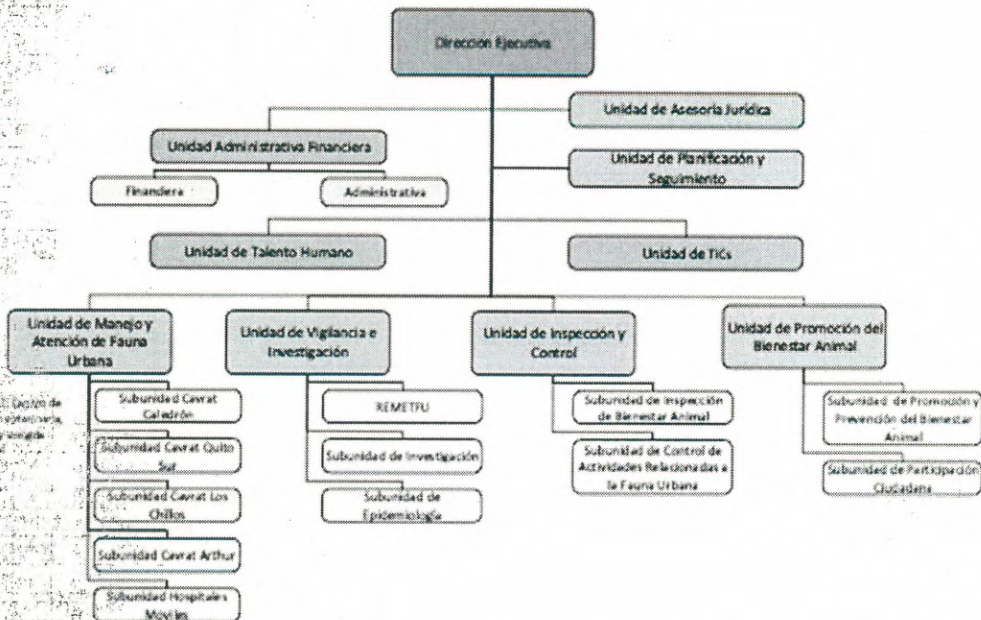 Dirección Ejecutiva
Unidad de Asesoría Jurídica
Unidad Administrativa Financiera
Unidad de Planificación y
Seguimiento
Financiera
Administrativa
Unidad de Talento Humano
Unidad de TICs
Unidad de Manejo y
Atención de Fauna
Urbana
Unidad de Vigilancia e
Investigación
Unidad de Inspección y
Control
Unidad de Promoción del
Bienestar Animal
Subunidad Cavrat
Caledrón
Subunidad Cavrat Quito
Sur
Subunidad Cavrat Los
Chillos
Subunidad Cavrat Arthur
Subunidad Hospitales
Móviles
REMETFU
Subunidad de Investigación
Subunidad de
Epidemiología
Subunidad de Inspección
de Bienestar Animal
Subunidad de Control de
Actividades Relacionadas a
la Fauna Urbana
Subunidad de Promoción y
Prevención del Bienestar
Animal
Subunidad de Participación
Ciudadana